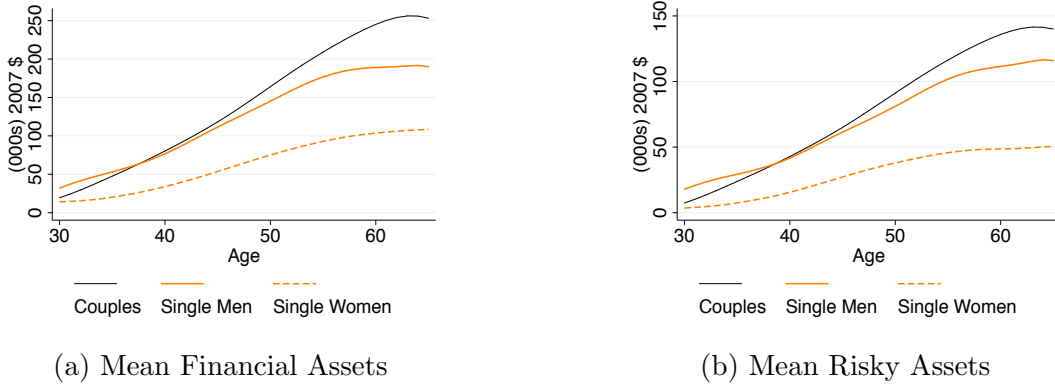 (000s) 2007 $
0 50 100 150 200 250
30 40 50 60
Age
Couples Single Men Single Women
(a) Mean Financial Assets
(000s) 2007 $
0 50 100 150
30 40 50 60
Age
Couples Single Men Single Women
(b) Mean Risky Assets